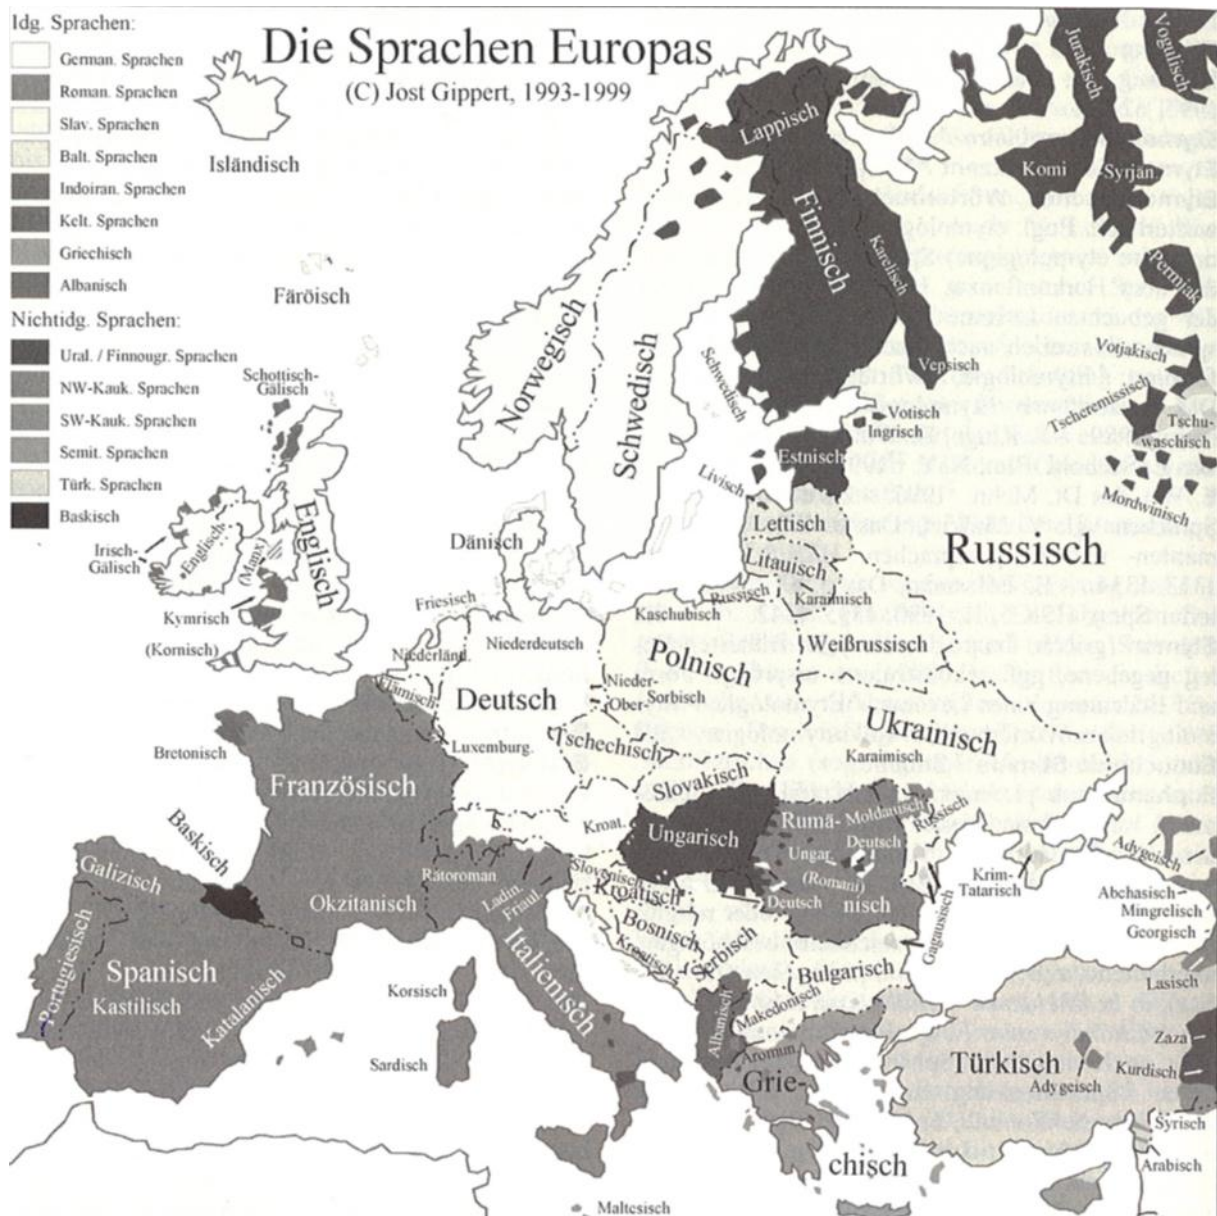 Die Sprachen Europas
(C) Jost Gippert, 1993-1999
Idg. Sprachen:
German. Sprachen
Roman. Sprachen
Slav. Sprachen
Balt. Sprachen
Indoiran. Sprachen
Kelt. Sprachen
Griechisch
Albanisch
Nichtidg. Sprachen:
Ural. / Finnougr. Sprachen
NW-Kauk. Sprachen
SW-Kauk. Sprachen
Semit. Sprachen
Türk. Sprachen
Baskisch
Isländisch
Färöisch
Lappisch
Jurakisch
Vogulisch
Komi
Syrjän.
Permjak.
Finnisch
Karelisch
Vepsisch
Norwegisch
Schwedisch
Schwedisch
Votjakisch
Tscheremissisch
Tschu-
waschisch
Mordwinisch
Votisch
Ingrisch
Estnisch
Livisch
Lettisch
Litauisch
Russisch
Karaimisch
Russisch
Schottisch-
Gälisch
Irisch-
Gälisch
Englisch
(Manx)
Englisch
Kymrisch
(Kornisch)
Dänisch
Friesisch
Niederdeutsch
Niederländ.
Flämisch
Deutsch
Luxemburg.
Kaschubisch
Polnisch
Nieder-
Ober-
Sorbisch
Weißrussisch
Ukrainisch
Karaimisch
Tschechisch
Slovakisch
Bretonisch
Französisch
Baskisch
Okzitanisch
Galizisch
Portugiesisch
Spanisch
Kastilisch
Katalanisch
Rätoroman.
Ladin.
Friaul.
Italienisch
Korsisch
Sardisch
Maltesisch
Kroat.
Ungarisch
Slovenisch
Kroatisch
Bosnisch
Kroatisch
Serbisch
Rumä-
nisch
Moldauisch
Ungar.
Deutsch
(Romani)
Deutsch
Russisch
Gagausisch
Krim-
Tatarisch
Bulgarisch
Makedonisch
Albanisch
Aromun.
Grie-
chisch
Türkisch
Adygeisch
Adygeisch
Abchasisch
Mingrelisch
Georgisch
Lasisch
Zaza
Kurdisch
Syrisch
Arabisch